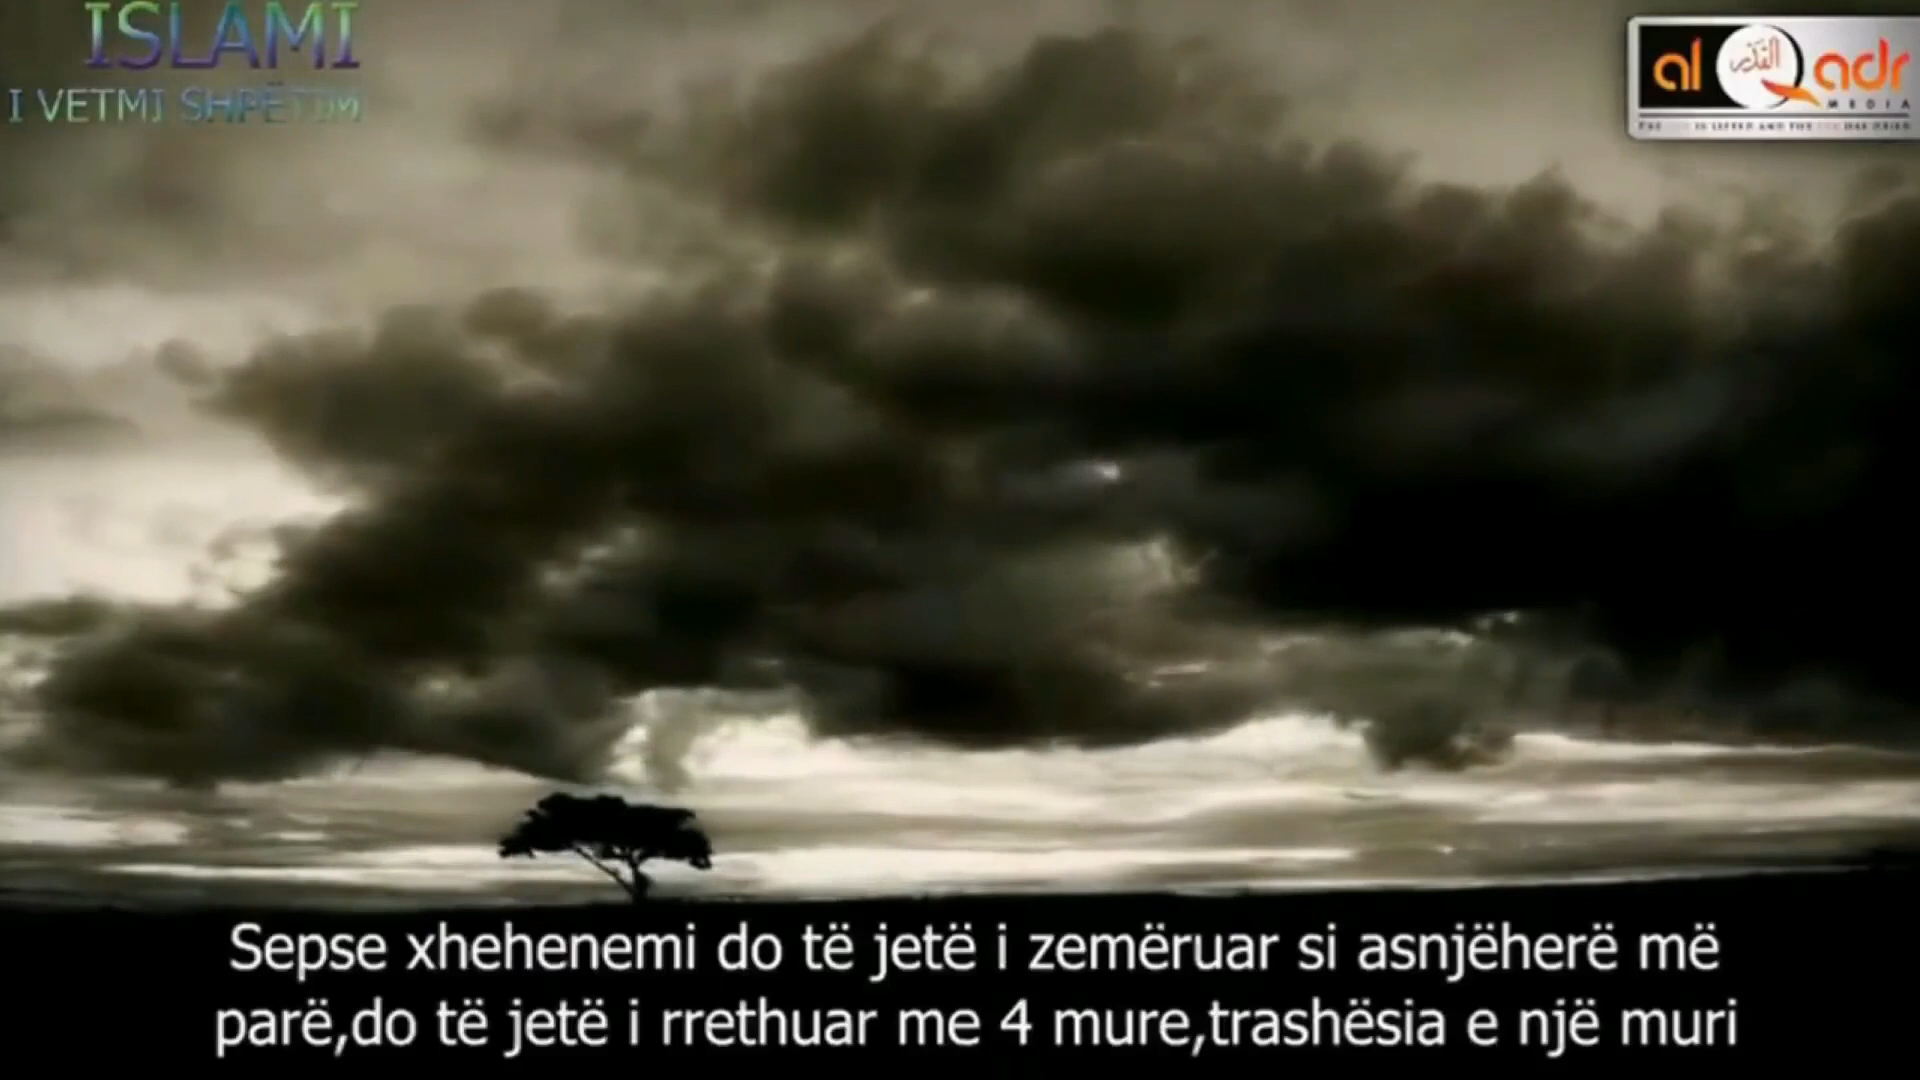 ISLAMI
I VETMI SHPËTIM
al Qadr
القدر
MEDIA
Sepse xhehenemi do të jetë i zemëruar si asnjëherë më
parë,do të jetë i rrethuar me 4 mure,trashësia e një muri